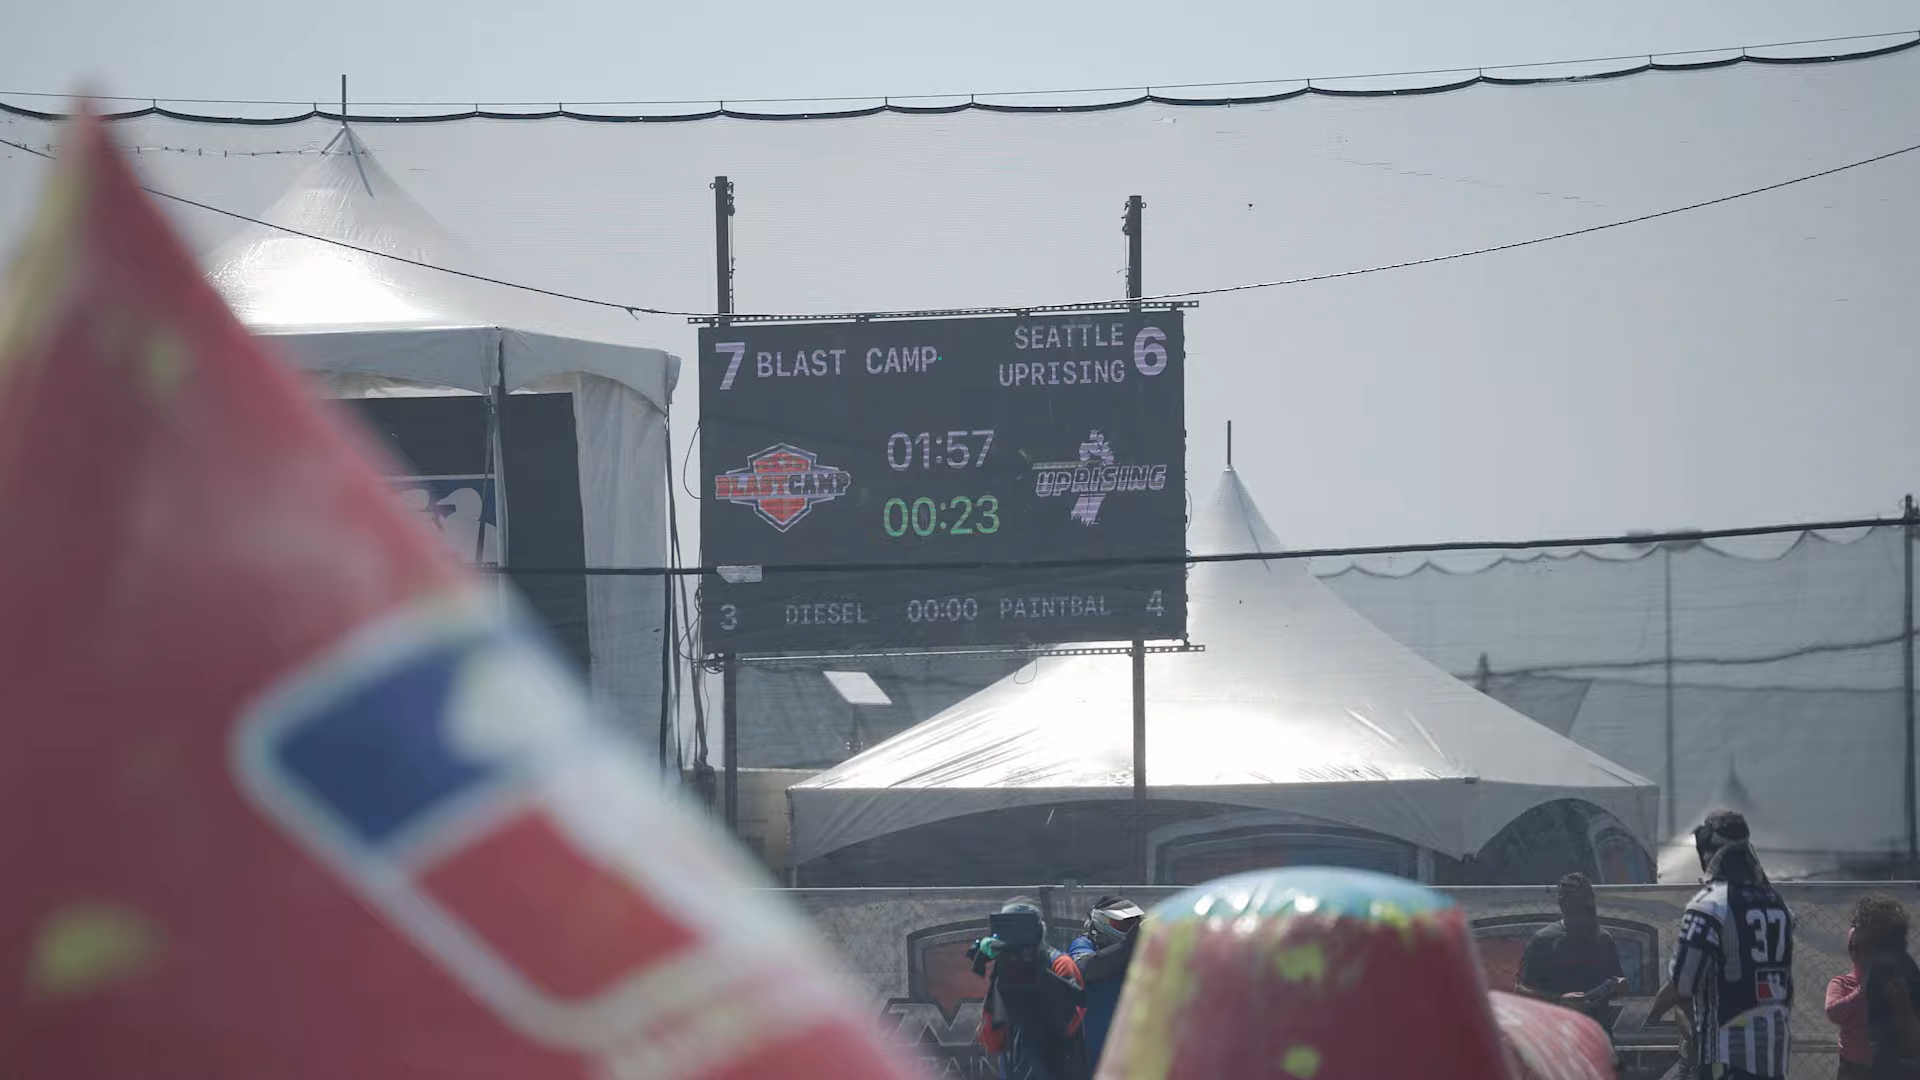 7 BLAST CAMP
SEATTLE
UPRISING 6
BLASTCAMP
01:57
UPRISING
00:23
3 DIESEL 00:00 PAINTBAL 4
37